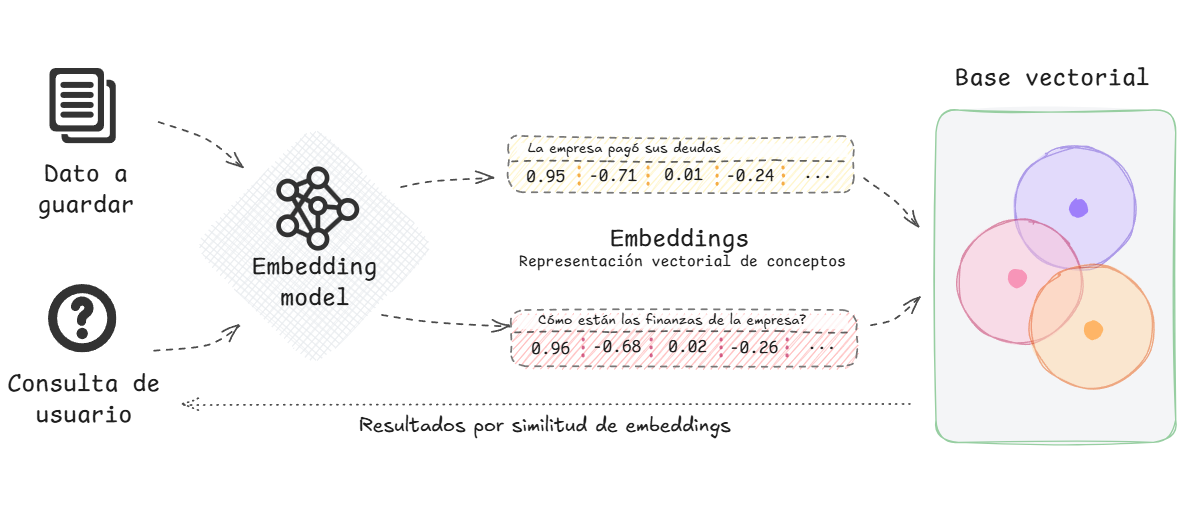 Base vectorial
Dato a
guardar
La empresa pagó sus deudas
0.95 -0.71 0.01 -0.24 ...
Embedding
model
Embeddings
Representación vectorial de conceptos
Cómo están las finanzas de la empresa?
0.96 -0.68 0.02 -0.26 ...
?
Consulta de
usuario
Resultados por similitud de embeddings